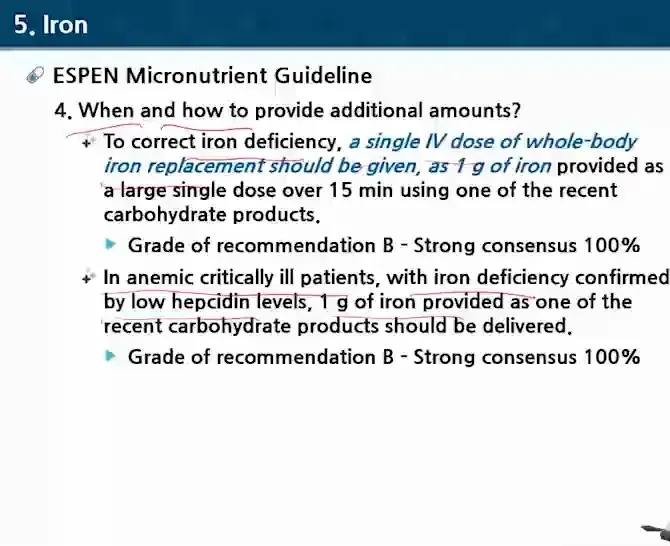 5. Iron
ESPEN Micronutrient Guideline
4. When and how to provide additional amounts?
To correct iron deficiency, a single IV dose of whole-body
iron replacement should be given, as 1 g of iron provided as
a large single dose over 15 min using one of the recent
carbohydrate products.
Grade of recommendation B - Strong consensus 100%
In anemic critically ill patients, with iron deficiency confirmed
by low hepcidin levels, 1 g of iron provided as one of the
recent carbohydrate products should be delivered.
Grade of recommendation B - Strong consensus 100%